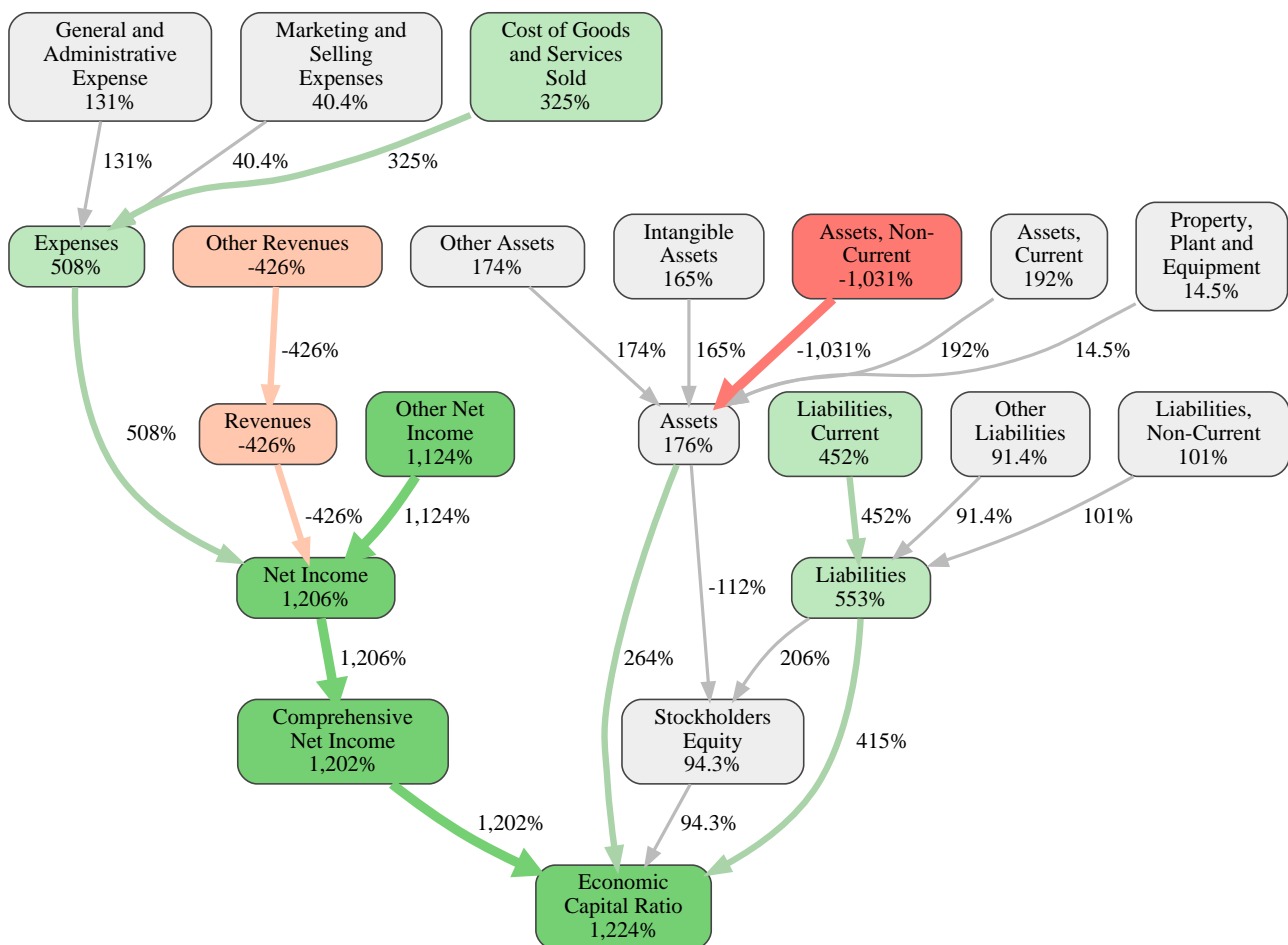 General and
Administrative
Expense
131%
Marketing and
Selling
Expenses
40.4%
Cost of Goods
and Services
Sold
325%
131%
40.4%
325%
Expenses
508%
Other Revenues
-426%
Other Assets
174%
Intangible
Assets
165%
Assets, Non-
Current
-1,031%
Assets,
Current
192%
Property,
Plant and
Equipment
14.5%
-426%
174%
165%
-1,031%
192%
14.5%
508%
Revenues
-426%
Other Net
Income
1,124%
Assets
176%
Liabilities,
Current
452%
Other
Liabilities
91.4%
Liabilities,
Non-Current
101%
-426%
1,124%
452%
91.4%
101%
Net Income
1,206%
-112%
Liabilities
553%
1,206%
264%
206%
Comprehensive
Net Income
1,202%
Stockholders
Equity
94.3%
415%
1,202%
94.3%
Economic
Capital Ratio
1,224%